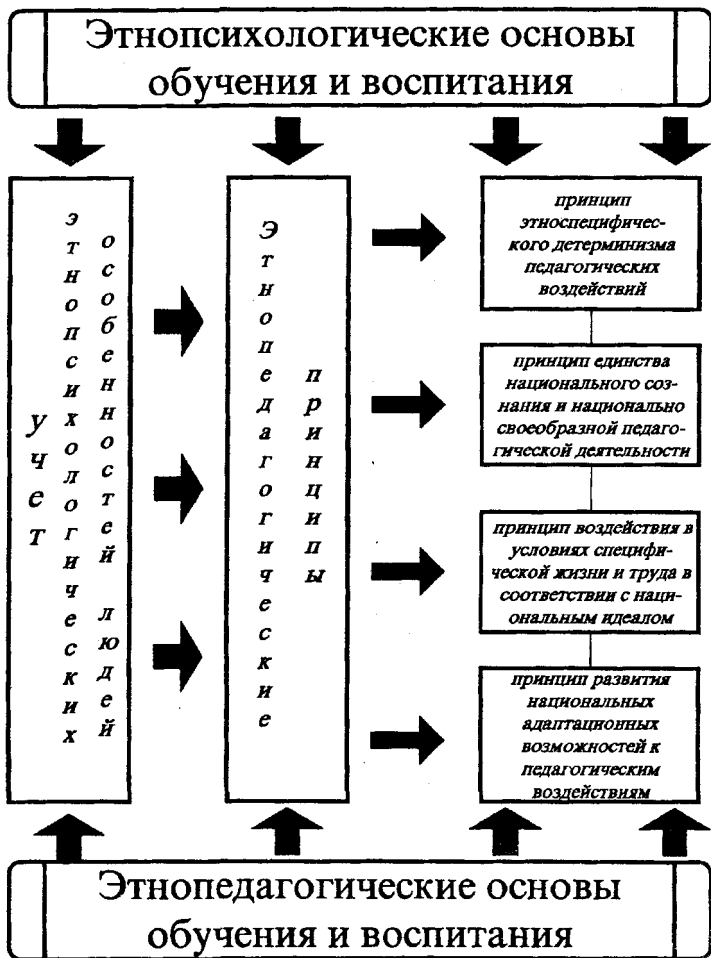 Этнопсихологические основы
обучения и воспитания
учет
этнопсихологических
особенностей людей
Этнопедагогические
принципы
принцип
этноспецифичес-
кого детерминизма
педагогических
воздействий
принцип единства
национального соз-
нания и национально
своеобразной педаго-
гической деятельности
принцип воздействия в
условиях специфи-
ческой жизни и труда в
соответствии с наци-
ональным идеалом
принцип развития
национальных
адаптационных
возможностей к
педагогическим
воздействиям
Этнопедагогические основы
обучения и воспитания